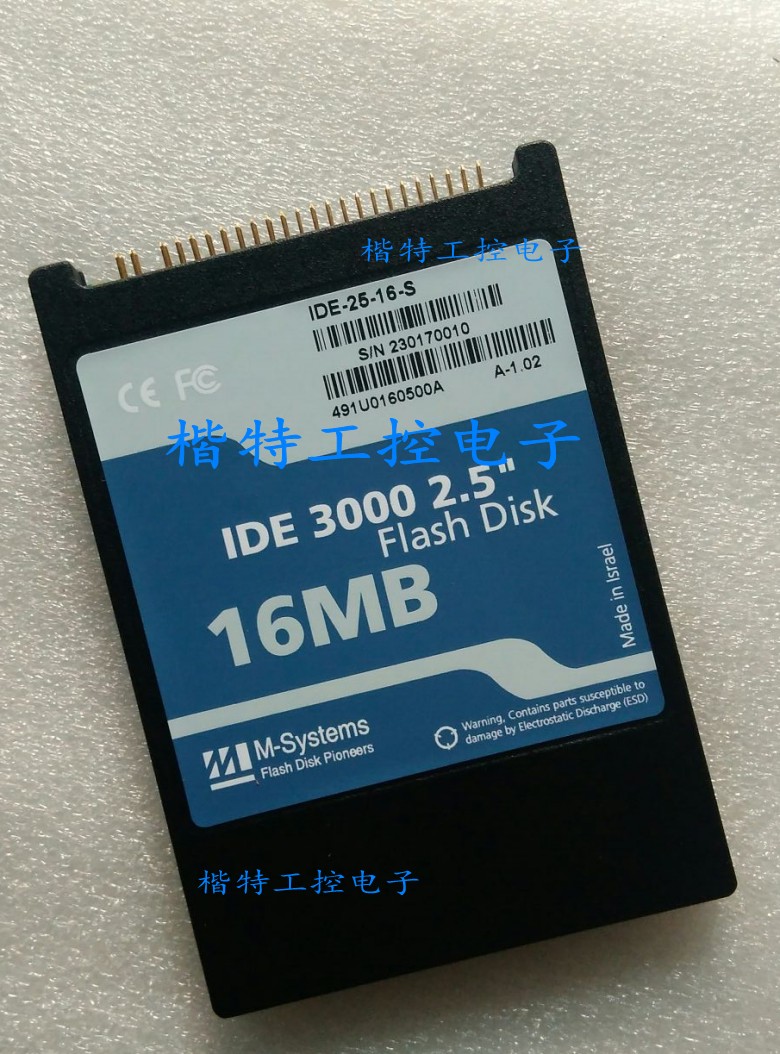 楷特工控电子
IDE-25-16-S
S/N 230170010
491U0160500A A-1.02
CE FC
楷特工控电子
IDE 3000 2.5"
Flash Disk
16MB
Made in Israel
M-Systems
Flash Disk Pioneers
Warning, Contains parts susceptible to
damage by Electrostatic Discharge (ESD)
楷特工控电子